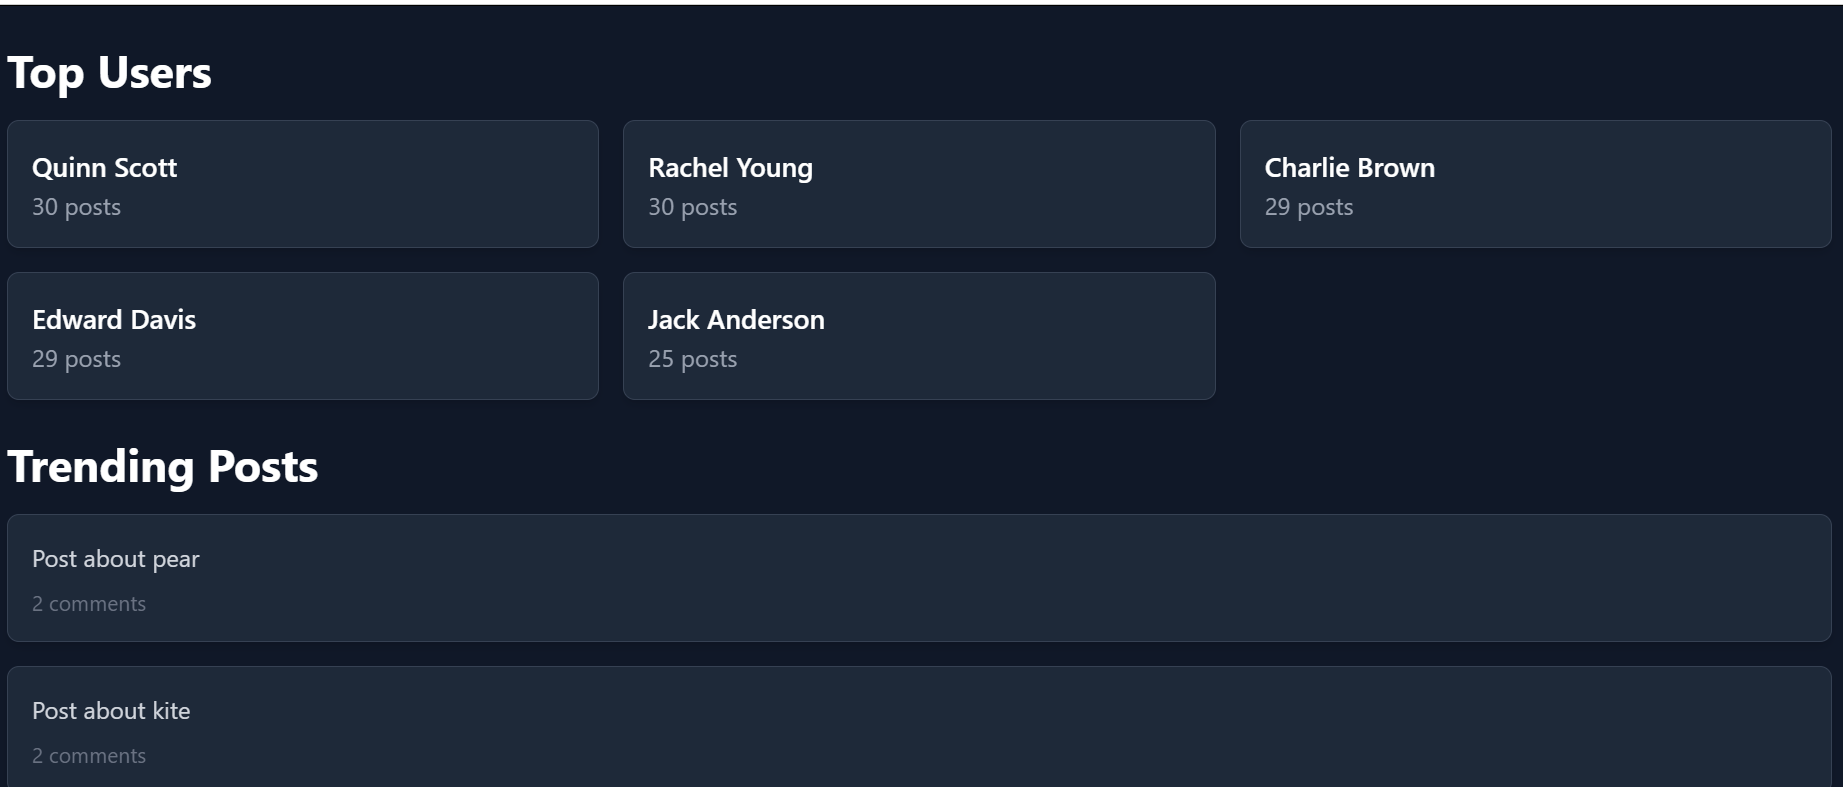 Top Users
Quinn Scott
30 posts
Rachel Young
30 posts
Charlie Brown
29 posts
Edward Davis
29 posts
Jack Anderson
25 posts
Trending Posts
Post about pear
2 comments
Post about kite
2 comments